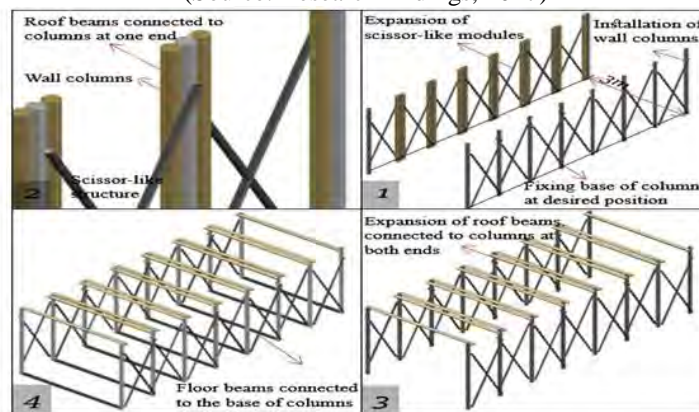 Roof beams connected to
columns at one end
Wall columns
Scissor-like
structure
2
Expansion of
scissor-like modules
Installation of
wall columns
3m
Fixing base of column
at desired position
1
Floor beams connected
to the base of columns
4
Expansion of roof beams
connected to columns at
both ends
3